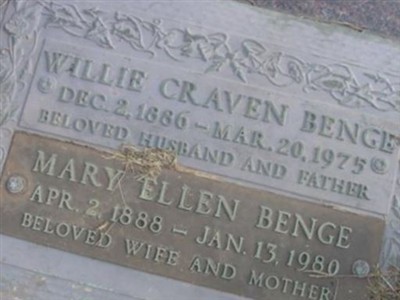 WILLIE CRAVEN BENGE
DEC. 2, 1886 – MAR. 20, 1975
BELOVED HUSBAND AND FATHER
MARY ELLEN BENGE
APR. 2, 1888 – JAN. 13, 1980
BELOVED WIFE AND MOTHER